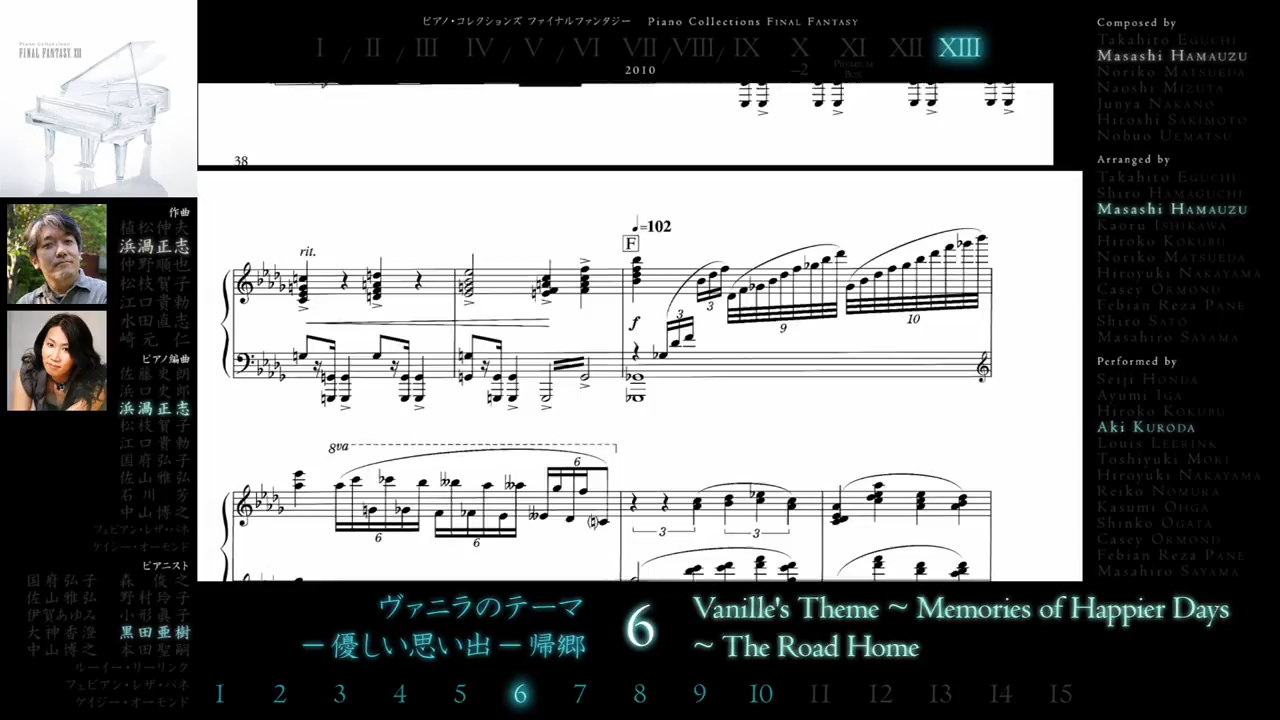 ピアノ・コレクションズ ファイナルファンタジー Piano Collections FINAL FANTASY
I / II / III / IV / V / VI / VII / VIII / IX X XI XII XIII
-2 PREMIUM BOX
2010
Piano Collections
FINAL FANTASY XIII
作曲
植松伸夫
浜渦正志
仲野順也
松枝賀子
江口貴勅
水田直志
崎元仁
ピアノ編曲
佐藤史朗
浜口史郎
浜渦正志
松枝賀子
江口貴勅
国府弘子
佐山雅弘
石川芳
中山博之
フェビアン・レザ・パネ
ケイシー・オーモンド
ピアニスト
国府弘子 森俊之
佐山雅弘 野村玲子
伊賀あゆみ 小形眞子
大神香澄 黒田亜樹
中山博之 本田聖嗣
ルーイー・リーリンク
フェビアン・レザ・パネ
ケイジー・オーモンド
38
rit.
♩=102
F
f
3
3
9
10
8va
6
6
6
3
3
Composed by
Takahito EGUCHI
Masashi HAMAUZU
Noriko MATSUEDA
Naoshi MIZUTA
Junya NAKANO
Hitoshi SAKIMOTO
Nobuo UEMATSU
Arranged by
Takahito EGUCHI
Shiro HAMAGUCHI
Masashi HAMAUZU
Kaoru ISHIKAWA
Hiroko KOKUBU
Noriko MATSUEDA
Hiroyuki NAKAYAMA
Casey ORMOND
Febian Reza PANE
Shiro SATO
Masahiro SAYAMA
Performed by
Seiji HONDA
Ayumi IGA
Hiroko KOKUBU
Aki KURODA
Louis LEERINK
Toshiyuki MORI
Hiroyuki NAKAYAMA
Reiko NOMURA
Kasumi OHGA
Shinko OGATA
Casey ORMOND
Febian Reza PANE
Masahiro SAYAMA
ヴァニラのテーマ
－優しい思い出－帰郷
6
Vanille's Theme ~ Memories of Happier Days
~ The Road Home
1 2 3 4 5 6 7 8 9 10 11 12 13 14 15